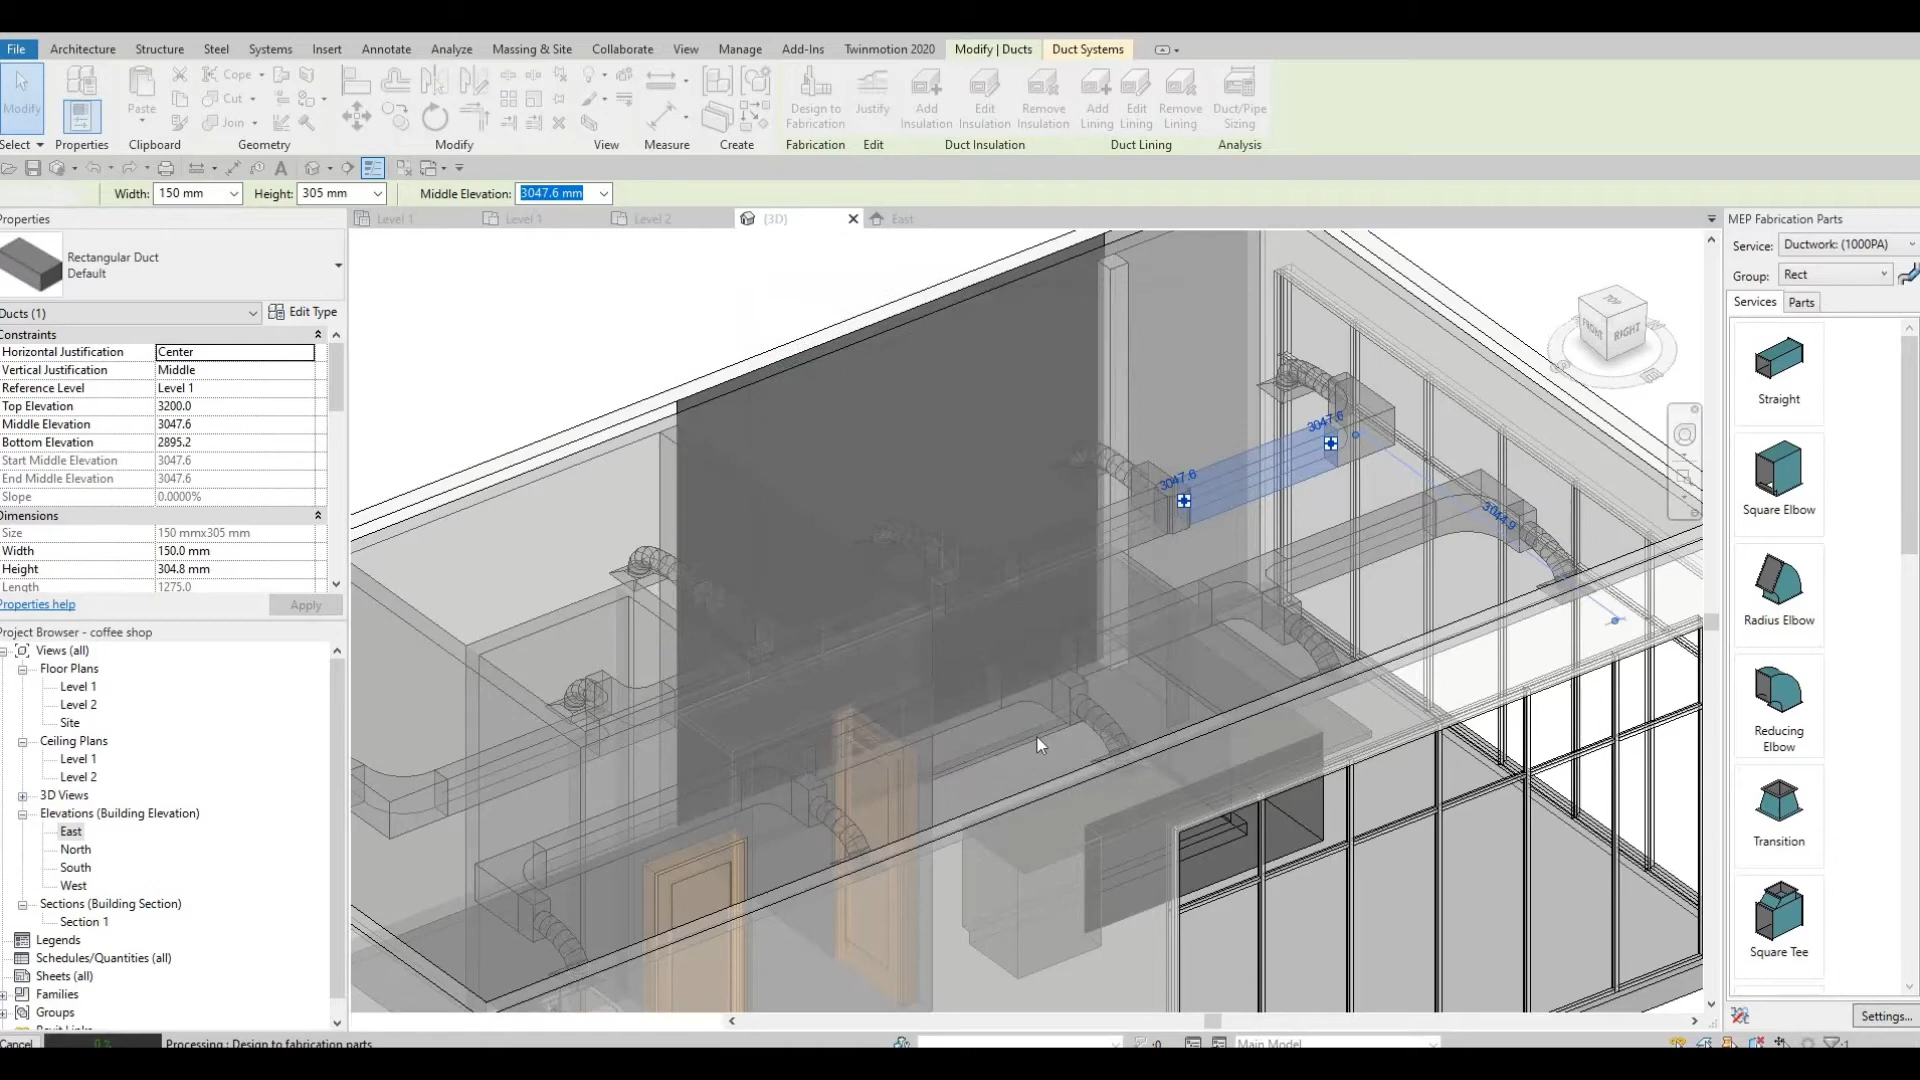 File Architecture Structure Steel Systems Insert Annotate Analyze Massing & Site Collaborate View Manage Add-Ins Twinmotion 2020 Modify | Ducts Duct Systems
Modify Paste Cope Cut Join
Design to Fabrication Justify Add Insulation Edit Insulation Remove Insulation Add Lining Edit Lining Remove Lining Duct/Pipe Sizing
Select Properties Clipboard Geometry Modify View Measure Create Fabrication Edit Duct Insulation Duct Lining Analysis
Width: 150 mm Height: 305 mm Middle Elevation: 3047.6 mm
Properties
Level 1 Level 1 Level 2 {3D} East
Rectangular Duct
Default
Ducts (1) Edit Type
Constraints
Horizontal Justification Center
Vertical Justification Middle
Reference Level Level 1
Top Elevation 3200.0
Middle Elevation 3047.6
Bottom Elevation 2895.2
Start Middle Elevation 3047.6
End Middle Elevation 3047.6
Slope 0.0000%
Dimensions
Size 150 mmx305 mm
Width 150.0 mm
Height 304.8 mm
Length 1275.0
Properties help Apply
Project Browser - coffee shop
Views (all)
Floor Plans
Level 1
Level 2
Site
Ceiling Plans
Level 1
Level 2
3D Views
Elevations (Building Elevation)
East
North
South
West
Sections (Building Section)
Section 1
Legends
Schedules/Quantities (all)
Sheets (all)
Families
Groups
Revit Links
TOP
FRONT
RIGHT
3047.6
3047.6
3044.9
MEP Fabrication Parts
Service: Ductwork: (1000PA)
Group: Rect
Services Parts
Straight
Square Elbow
Radius Elbow
Reducing
Elbow
Transition
Square Tee
Settings...
Cancel 0 % Processing : Design to fabrication parts :0 Main Model :1